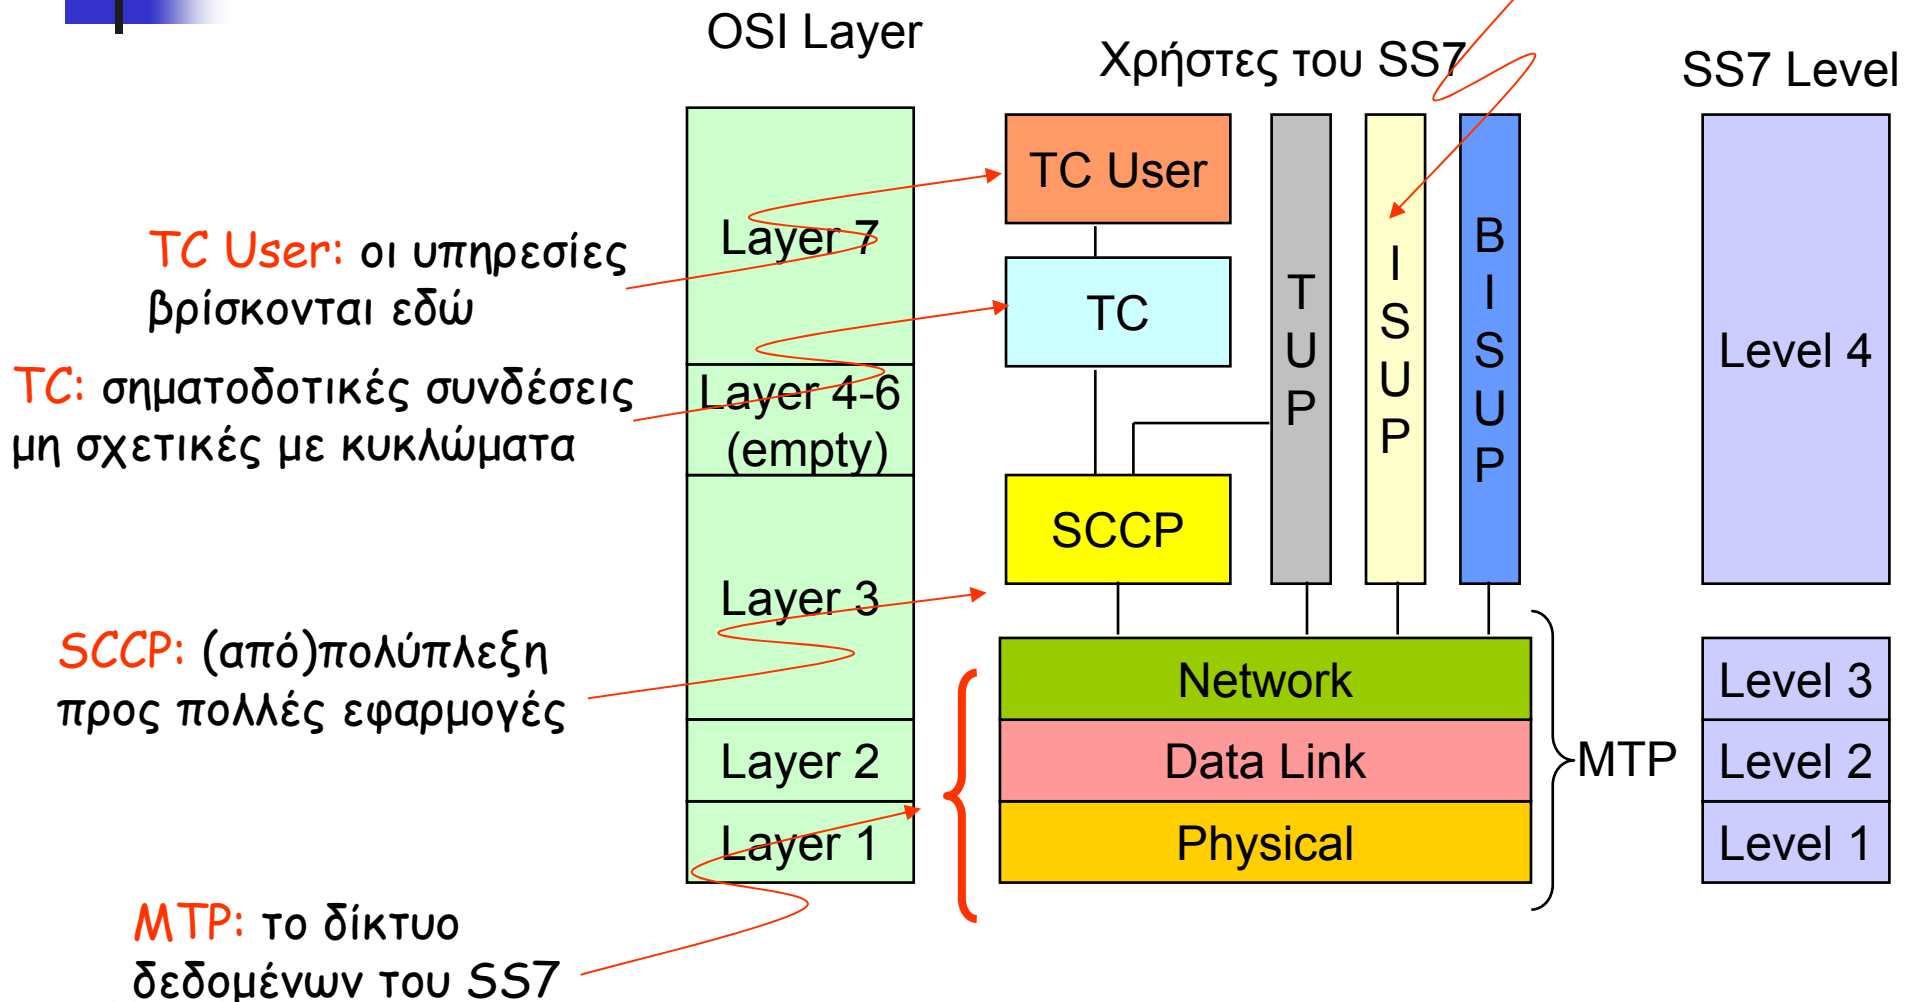 OSI Layer
Χρήστες του SS7
SS7 Level
TC User: οι υπηρεσίες
βρίσκονται εδώ
TC: σηματοδοτικές συνδέσεις
μη σχετικές με κυκλώματα
SCCP: (από)πολύπλεξη
προς πολλές εφαρμογές
MTP: το δίκτυο
δεδομένων του SS7
Layer 7
Layer 4-6
(empty)
Layer 3
Layer 2
Layer 1
TC User
TC
SCCP
TUP
ISUP
BISUP
Network
Data Link
Physical
MTP
Level 4
Level 3
Level 2
Level 1